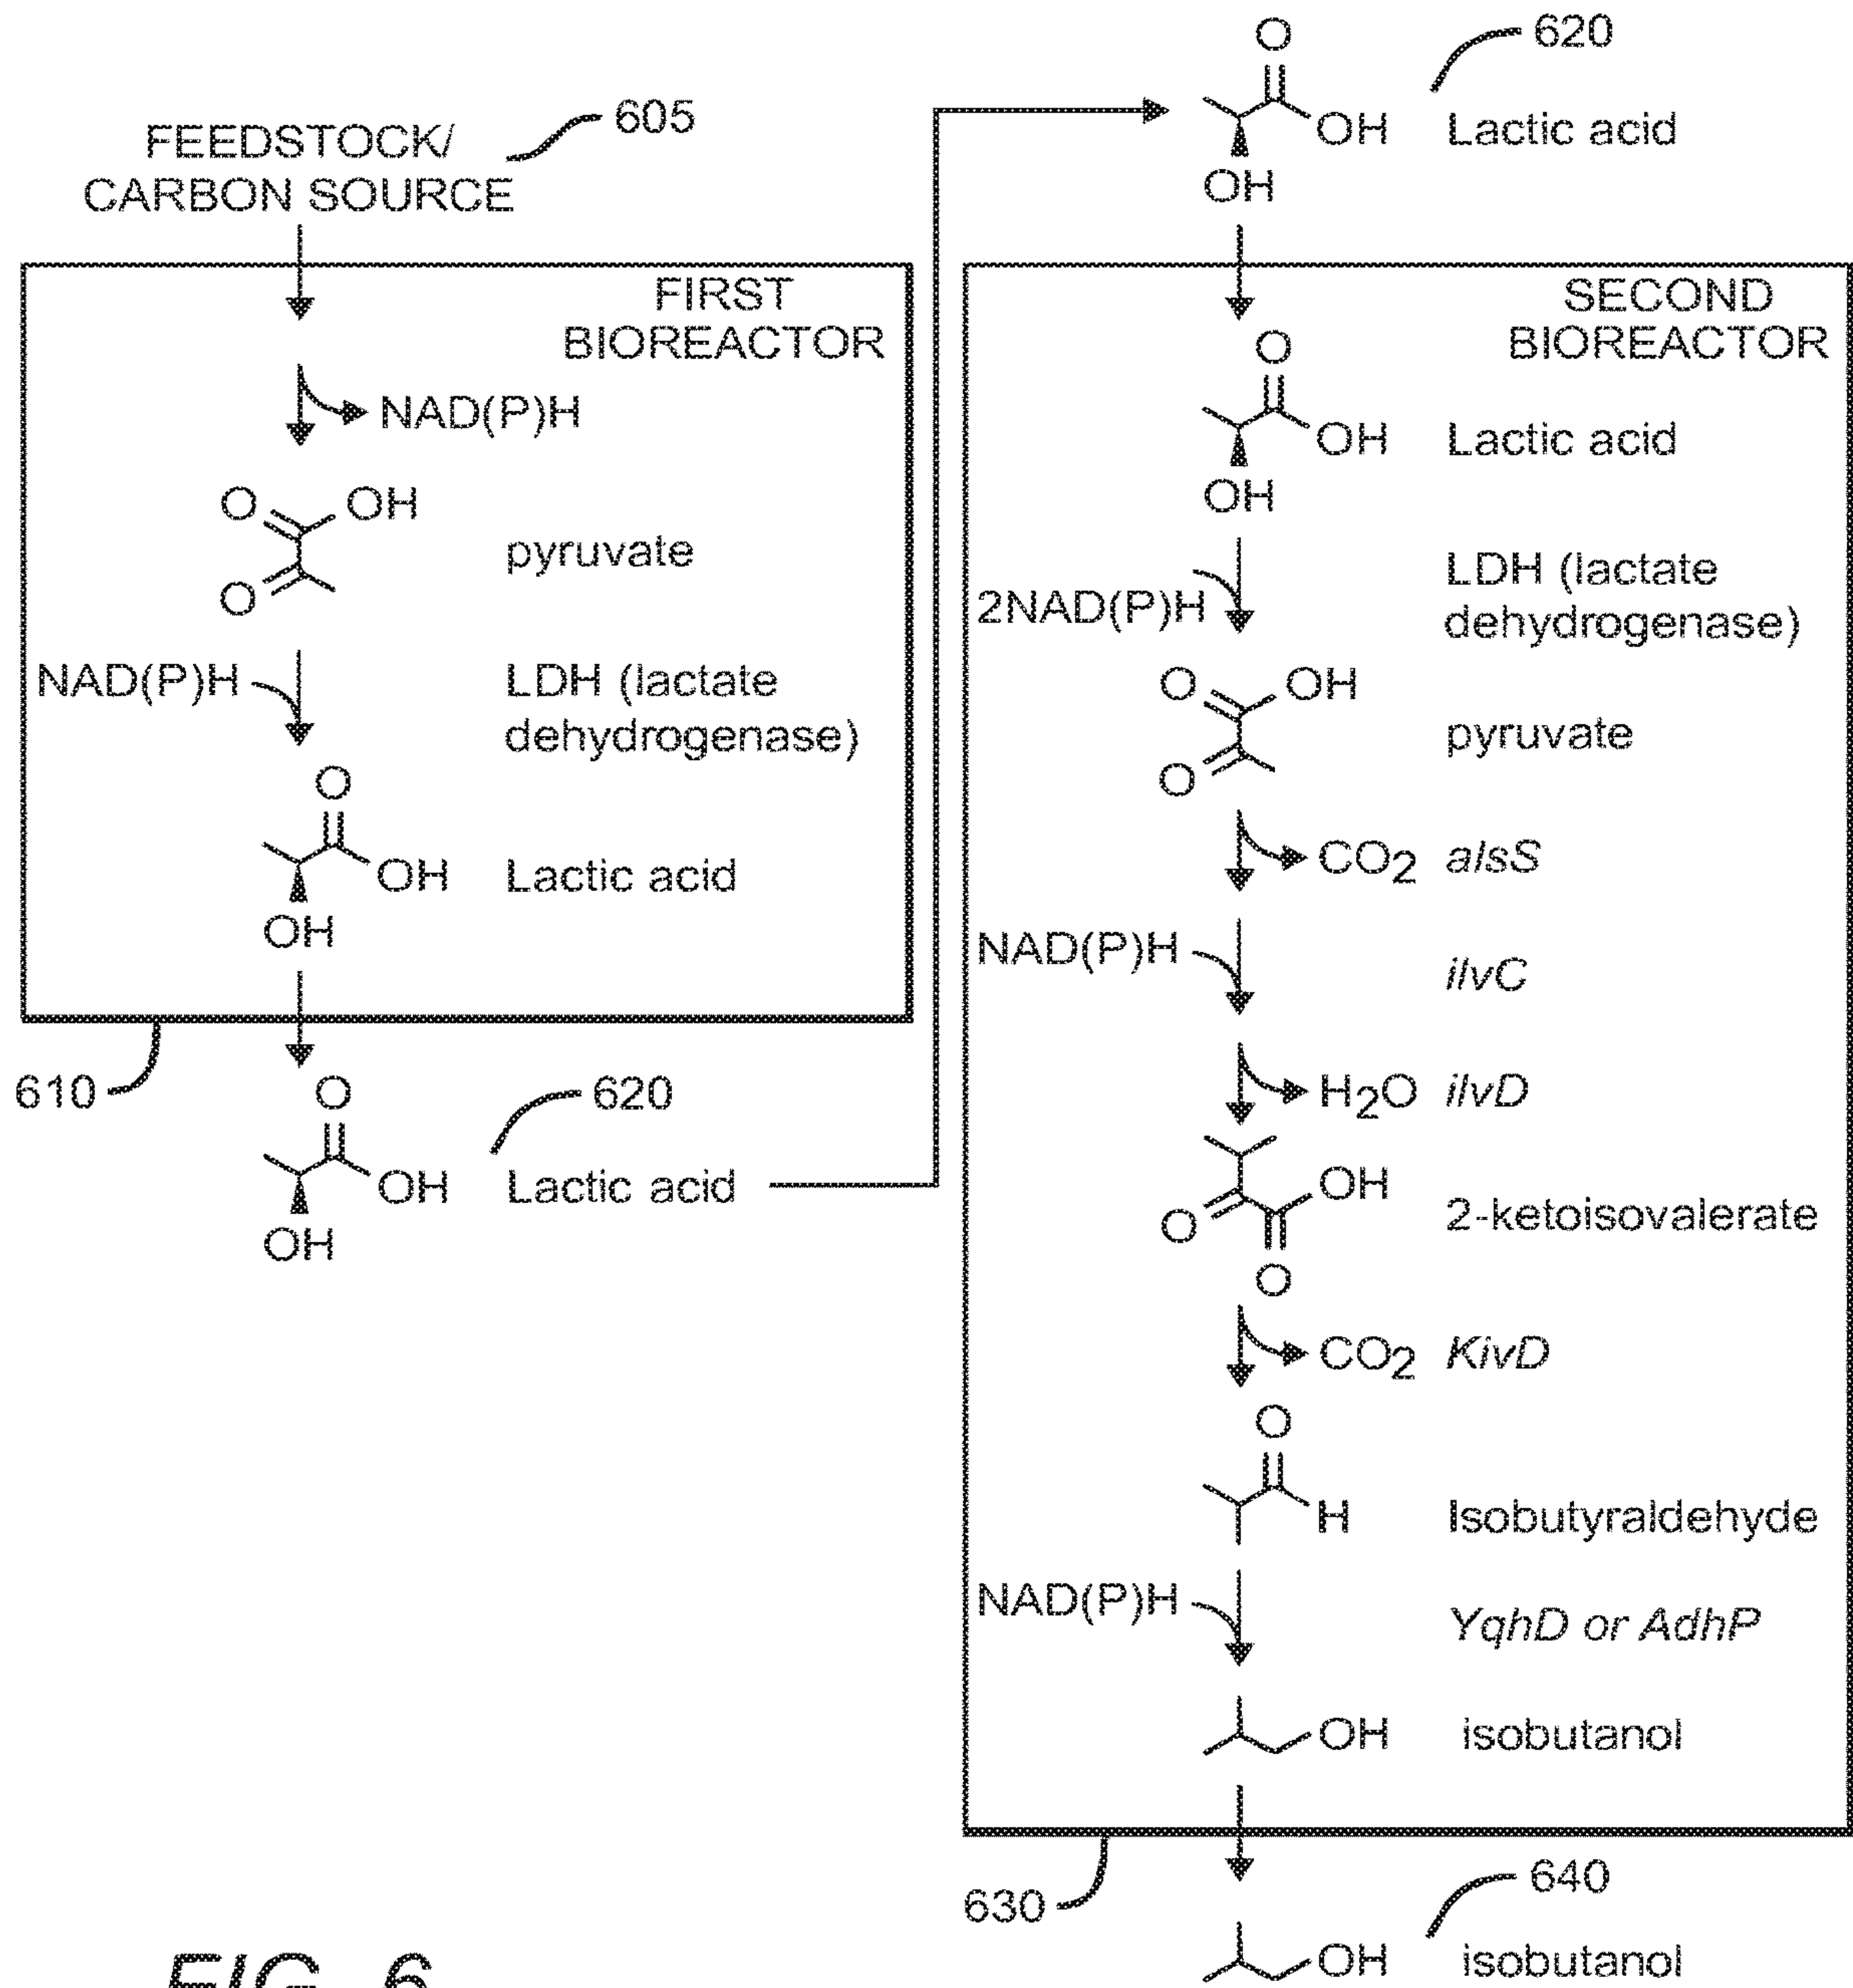 FEEDSTOCK/
CARBON SOURCE
605
FIRST
BIOREACTOR
NAD(P)H
O
OH
pyruvate
O
NAD(P)H
LDH (lactate
dehydrogenase)
O
OH
Lactic acid
OH
610
O
620
OH
Lactic acid
OH
O
620
OH
Lactic acid
OH
SECOND
BIOREACTOR
O
OH
Lactic acid
OH
LDH (lactate
2NAD(P)H
dehydrogenase)
O
OH
pyruvate
O
CO2
alsS
NAD(P)H
ilvC
H2O
ilvD
OH
O
2-ketoisovalerate
O
CO2
KivD
O
H
Isobutyraldehyde
NAD(P)H
YqhD or AdhP
OH
isobutanol
630
640
OH
isobutanol
FIG. 6